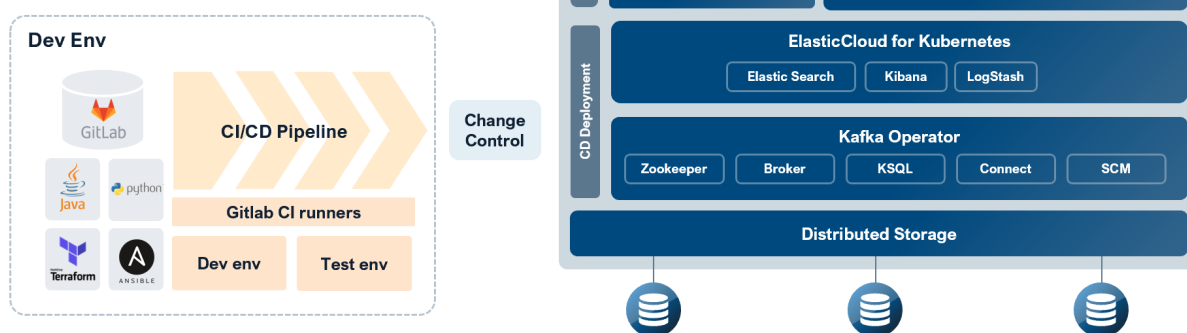 Dev Env
GitLab
CI/CD Pipeline
Java
python
Gitlab CI runners
Terraform
ANSIBLE
Dev env
Test env
Change
Control
CD Deployment
ElasticCloud for Kubernetes
Elastic Search
Kibana
LogStash
Kafka Operator
Zookeeper
Broker
KSQL
Connect
SCM
Distributed Storage